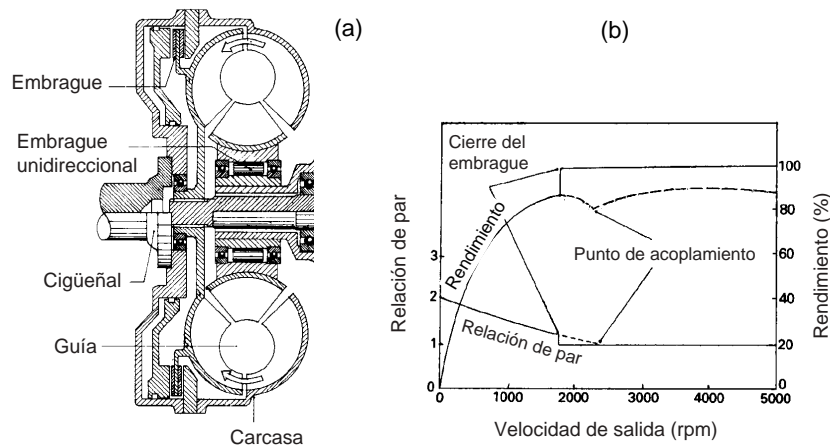 (a)
Embrague
Embrague
unidireccional
Cigüeñal
Guía
Carcasa
(b)
Cierre del
embrague
Rendimiento
Punto de acoplamiento
Relación de par
Relación de par
3
2
1
0
100
80
60
40
20
0
Rendimiento (%)
0 1000 2000 3000 4000 5000
Velocidad de salida (rpm)